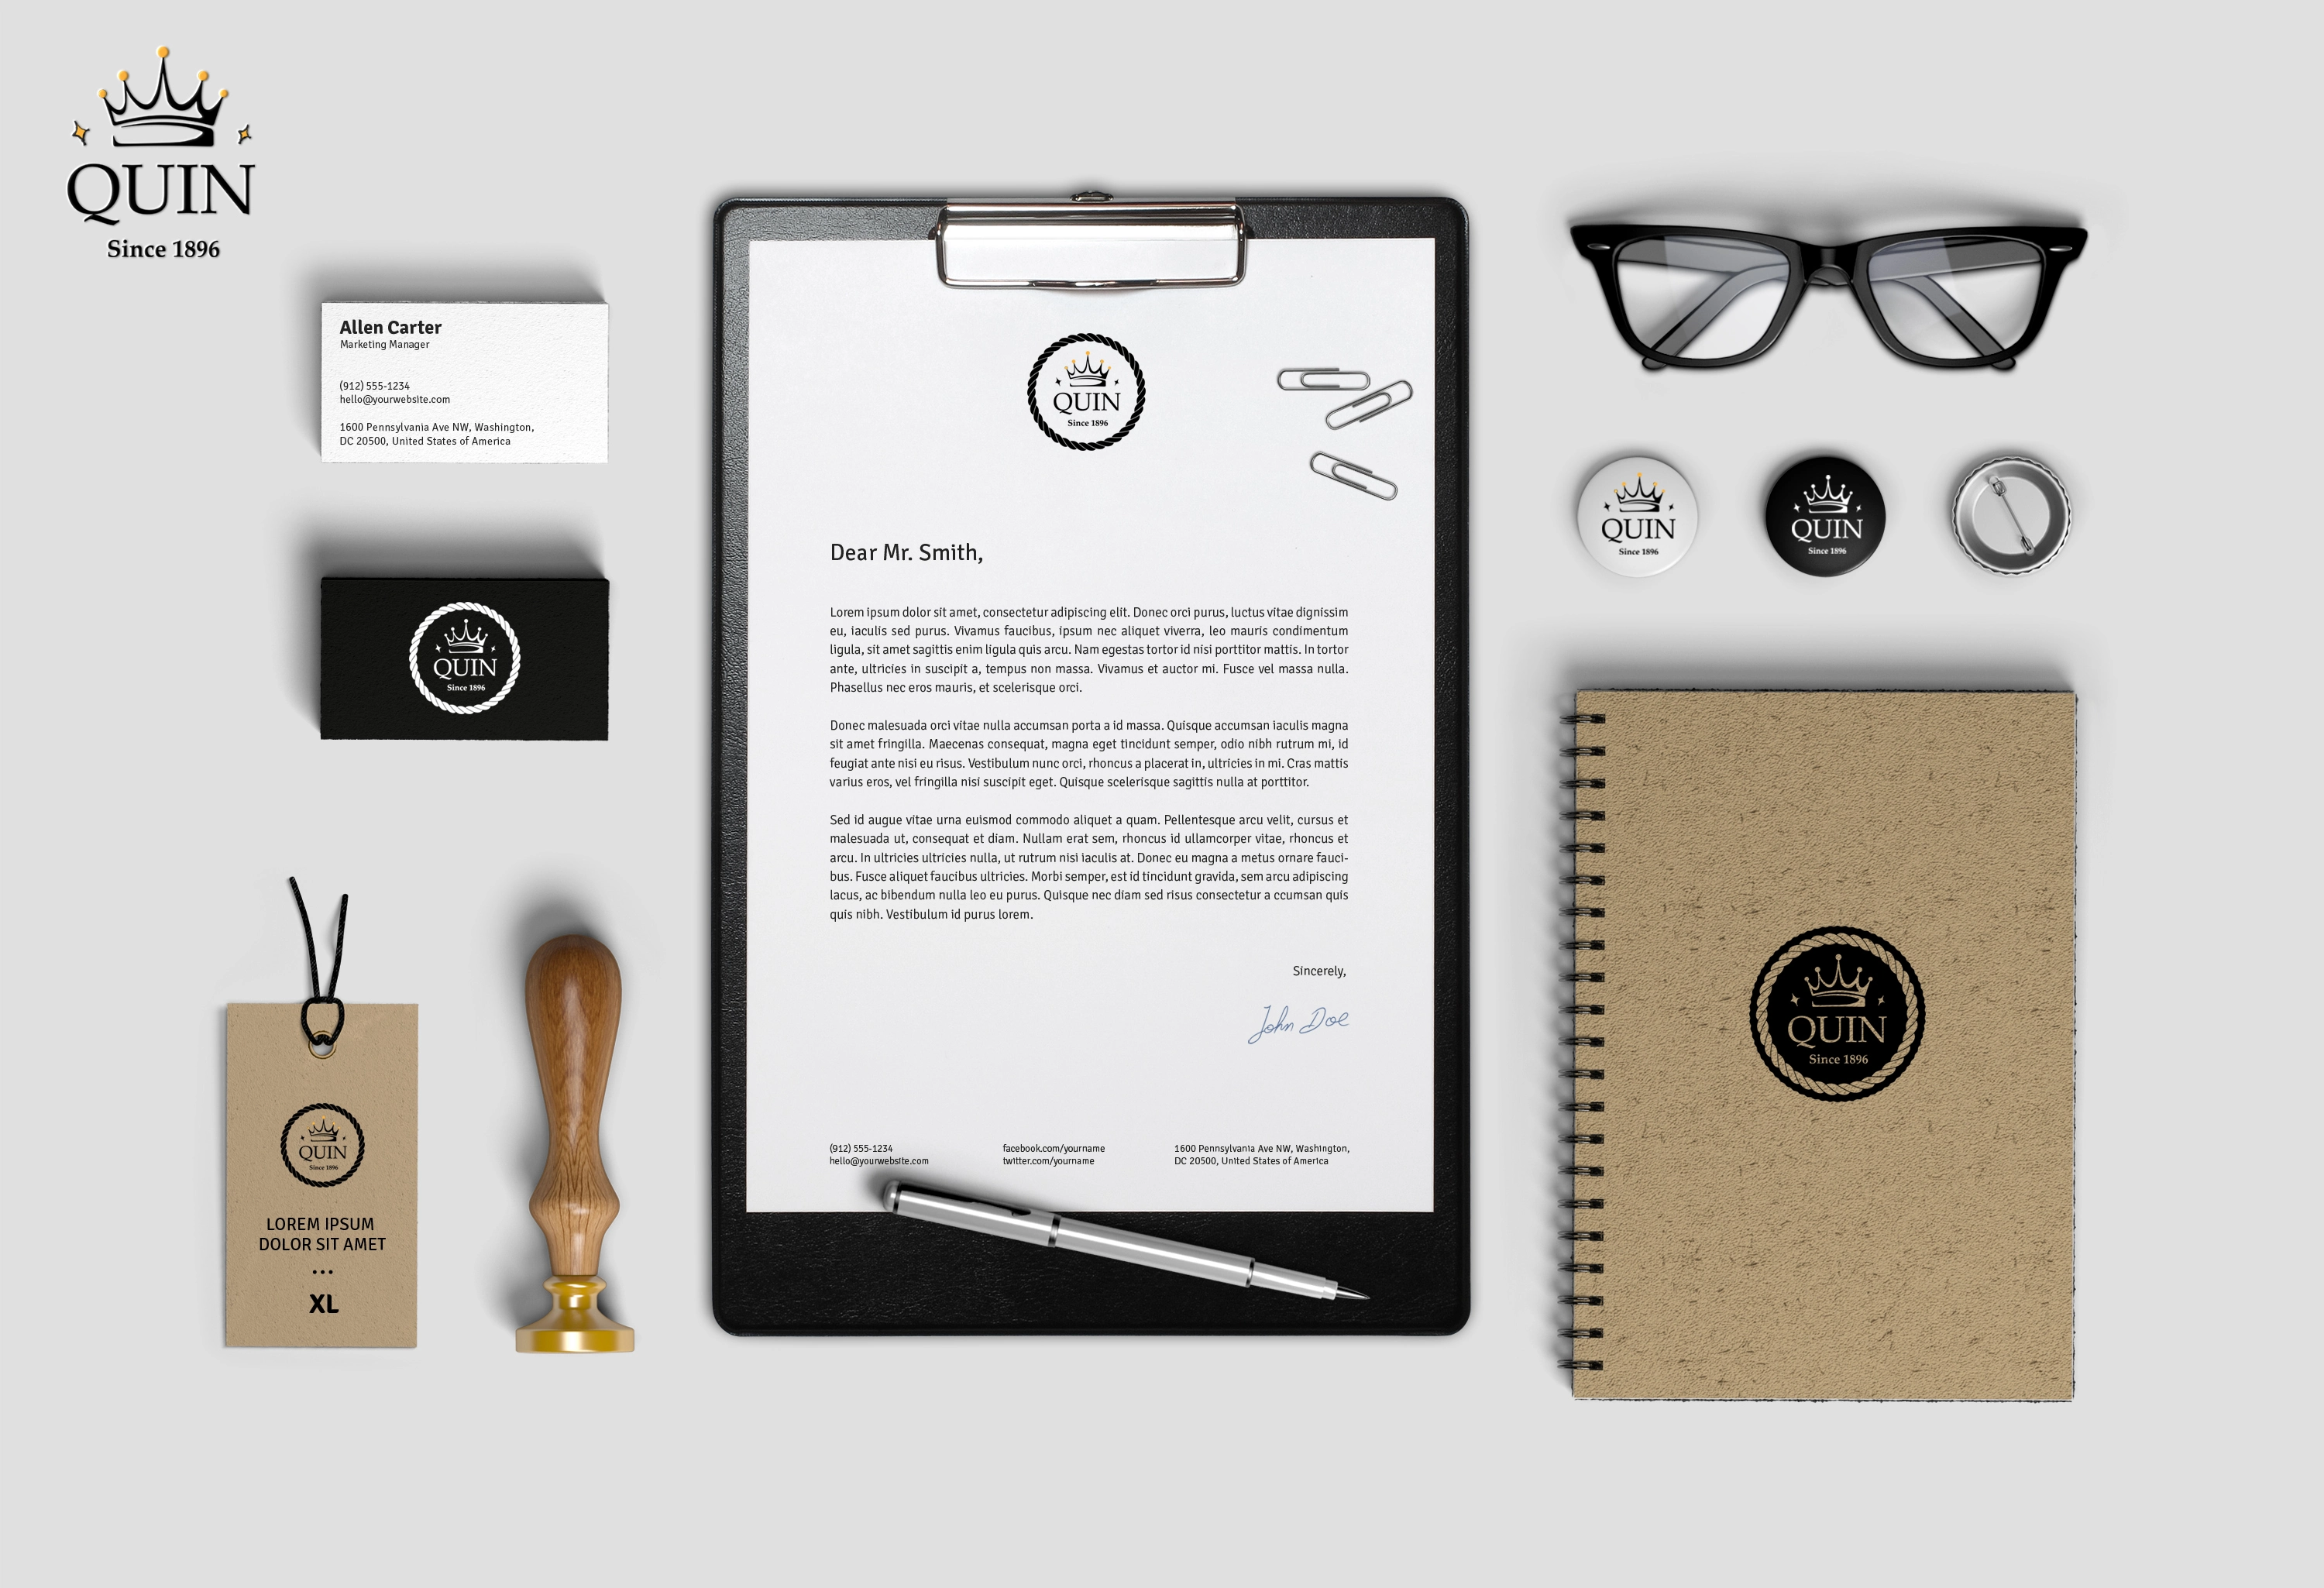 QUIN
Since 1896
Allen Carter
Marketing Manager
(912) 555-1234
hello@yourwebsite.com
1600 Pennsylvania Ave NW, Washington,
DC 20500, United States of America
QUIN
Since 1896
QUIN
Since 1896
LOREM IPSUM
DOLOR SIT AMET
...
XL
QUIN
Since 1896
Dear Mr. Smith,
Lorem ipsum dolor sit amet, consectetur adipiscing elit. Donec orci purus, luctus vitae dignissim
eu, iaculis sed purus. Vivamus faucibus, ipsum nec aliquet viverra, leo mauris condimentum
ligula, sit amet sagittis enim ligula quis arcu. Nam egestas tortor id nisi porttitor mattis. In tortor
ante, ultricies in suscipit a, tempus non massa. Vivamus et auctor mi. Fusce vel massa nulla.
Phasellus nec eros mauris, et scelerisque orci.
Donec malesuada orci vitae nulla accumsan porta a id massa. Quisque accumsan iaculis magna
sit amet fringilla. Maecenas consequat, magna eget tincidunt semper, odio nibh rutrum mi, id
feugiat ante nisi eu risus. Vestibulum nunc orci, rhoncus a placerat in, ultricies in mi. Cras mattis
varius eros, vel fringilla nisi suscipit eget. Quisque scelerisque sagittis nulla at porttitor.
Sed id augue vitae urna euismod commodo aliquet a quam. Pellentesque arcu velit, cursus et
malesuada ut, consequat et diam. Nullam erat sem, rhoncus id ullamcorper vitae, rhoncus et
arcu. In ultricies ultricies nulla, ut rutrum nisi iaculis at. Donec eu magna a metus ornare fauci-
bus. Fusce aliquet faucibus ultricies. Morbi semper, est id tincidunt gravida, sem arcu adipiscing
lacus, ac bibendum nulla leo eu purus. Quisque nec diam sed risus consectetur a ccumsan quis
quis nibh. Vestibulum id purus lorem.
Sincerely,
John Doe
(912) 555-1234
hello@yourwebsite.com
facebook.com/yourname
twitter.com/yourname
1600 Pennsylvania Ave NW, Washington,
DC 20500, United States of America
QUIN
Since 1896
QUIN
Since 1896
QUIN
Since 1896